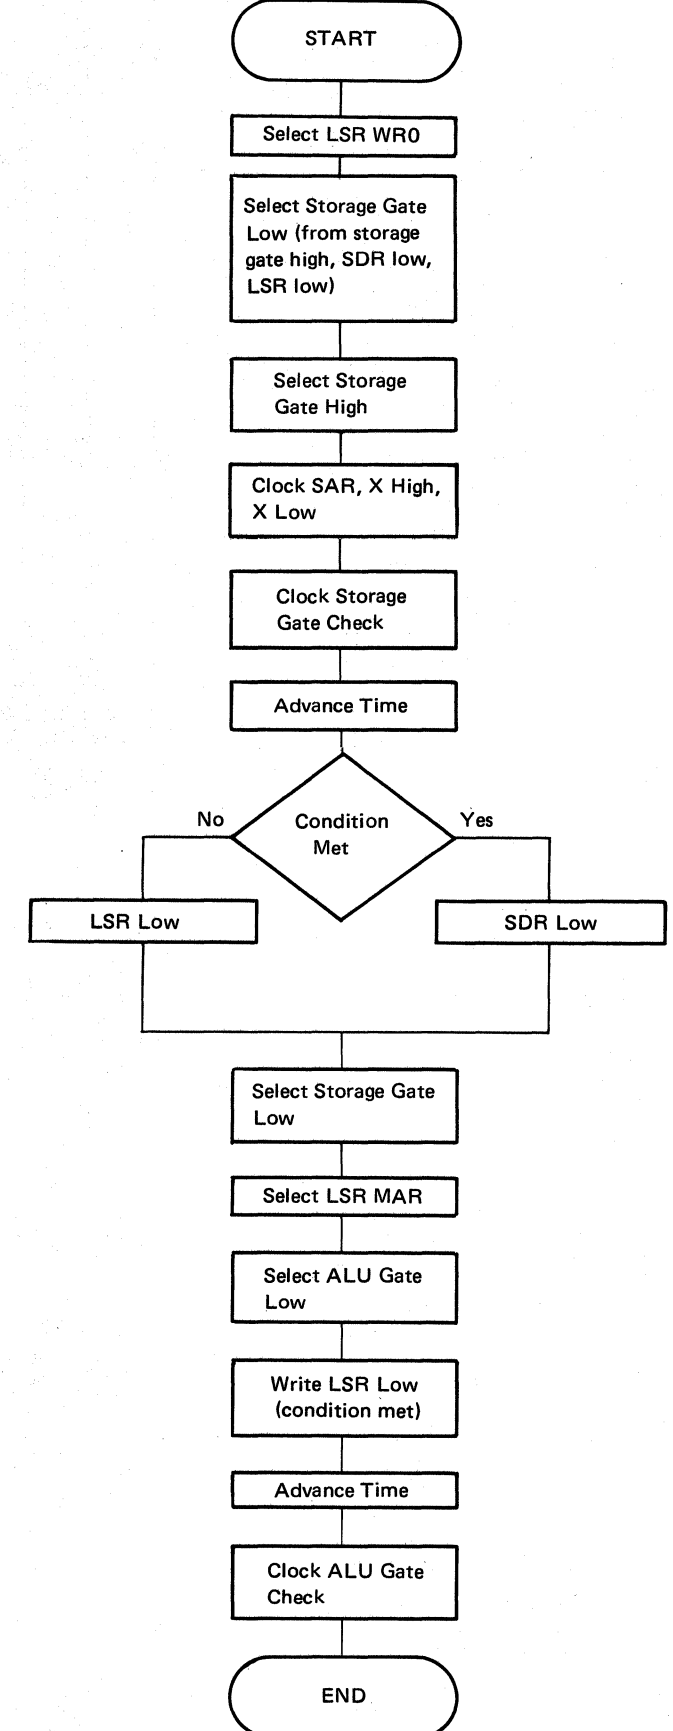 START
Select LSR WR0
Select Storage Gate
Low (from storage
gate high, SDR low,
LSR low)
Select Storage
Gate High
Clock SAR, X High,
X Low
Clock Storage
Gate Check
Advance Time
No
Condition
Met
Yes
LSR Low
SDR Low
Select Storage Gate
Low
Select LSR MAR
Select ALU Gate
Low
Write LSR Low
(condition met)
Advance Time
Clock ALU Gate
Check
END